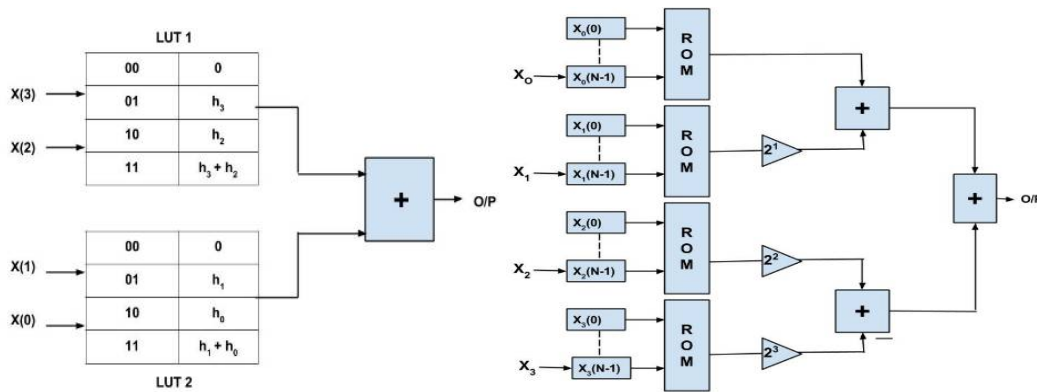 LUT 1
00 0
X(3)
01 h₃
X(2)
10 h₂
11 h₃ + h₂
+
O/P
00 0
X(1)
01 h₁
10 h₀
X(0)
11 h₁ + h₀
LUT 2
X₀(0)
X₀
X₀(N-1)
ROM
+
X₁(0)
X₁
X₁(N-1)
ROM
2¹
+
X₂(0)
X₂
X₂(N-1)
ROM
2²
+
—
X₃(0)
X₃
X₃(N-1)
ROM
2³